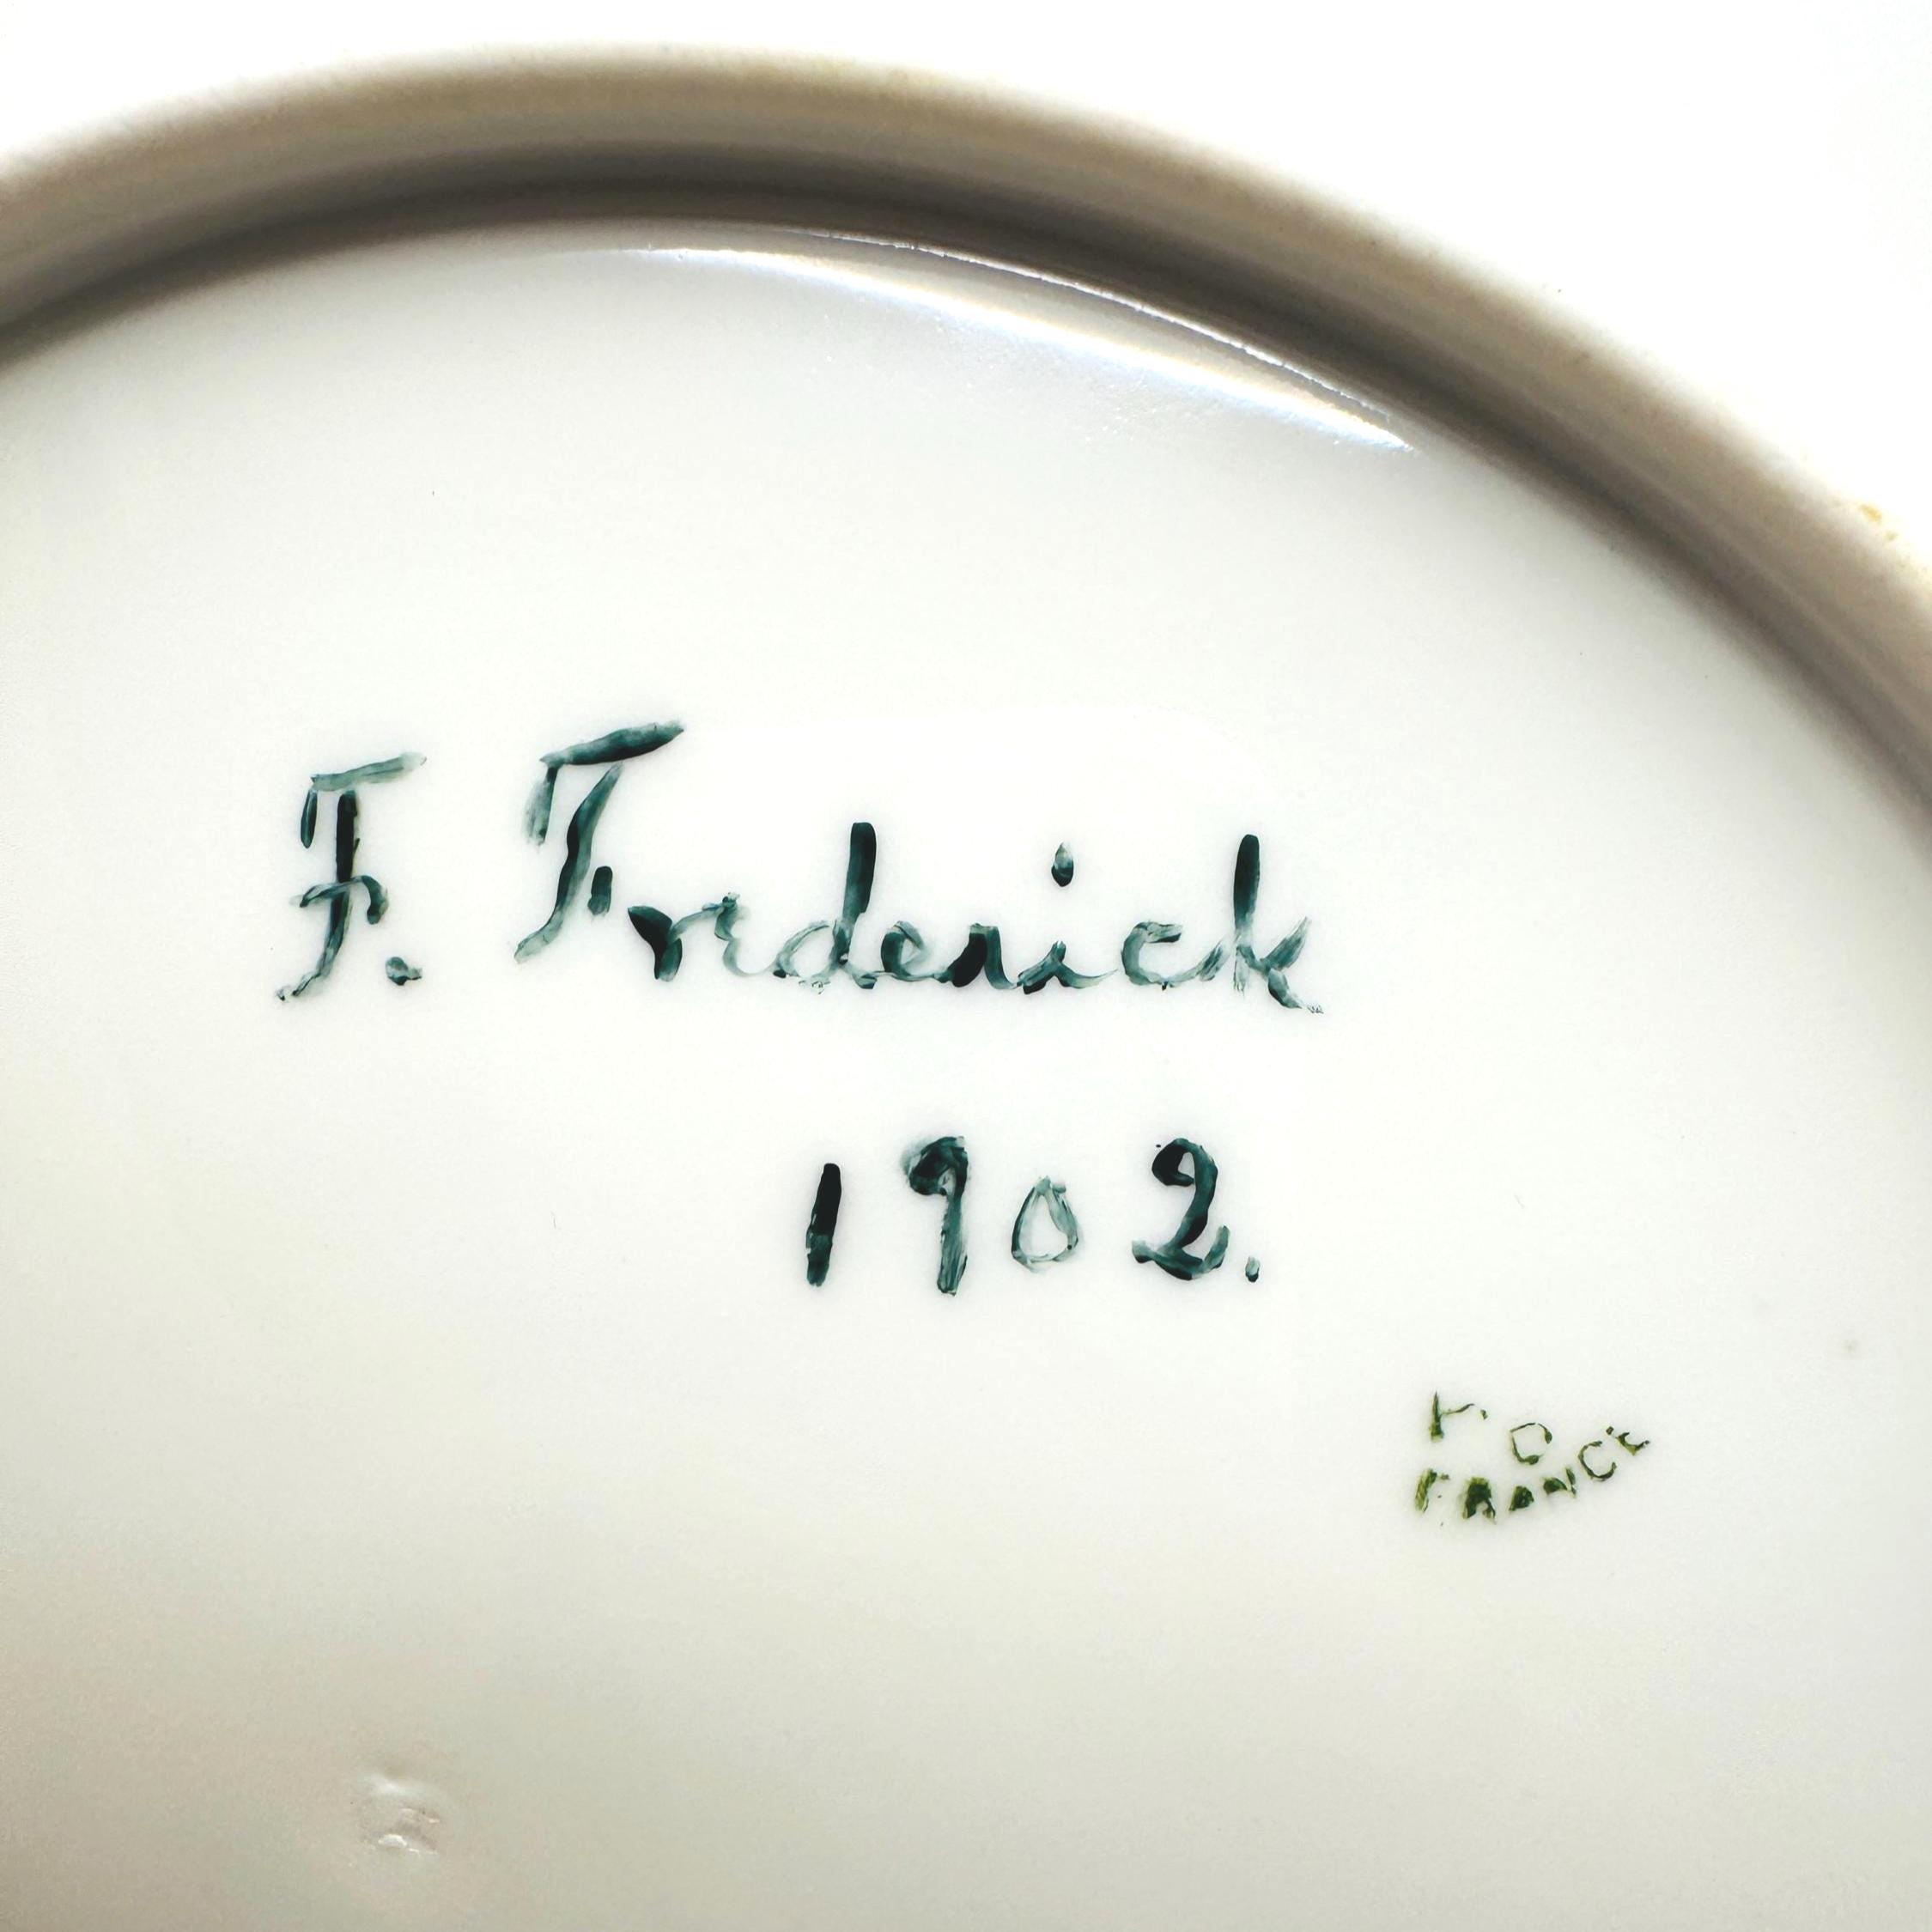 F. Frederick
1902.
FRANCE